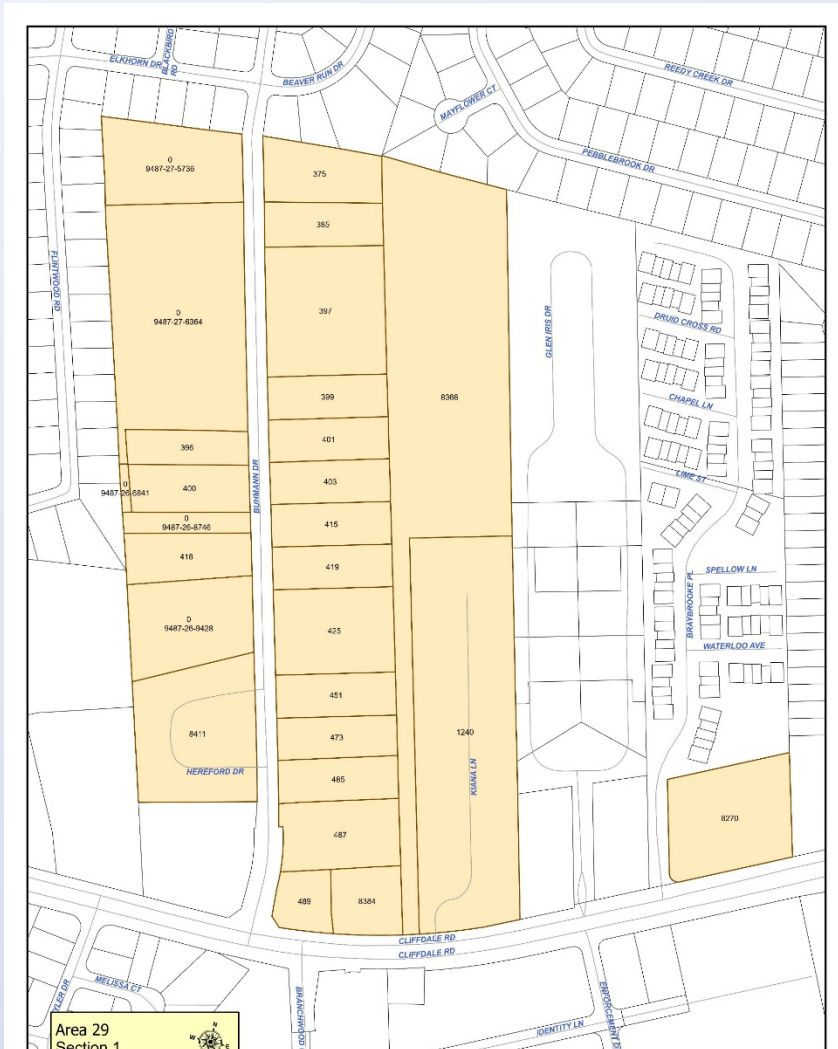 ELKHORN DR
BLACKBIRD
RD
BEAVER RUN DR
REEDY CREEK DR
MAYFLOWER CT
PEBBLEBROOK DR
0
9487-27-5736
375
385
FLINTWOOD RD
0
9487-27-6364
397
GLEN IRIS DR
DRUID CROSS RD
399
8368
CHAPEL LN
401
396
BUHMANN DR
403
LIME ST
0
9487-26-6841
400
415
0
9487-26-8746
418
419
SPELLOW LN
BRAYBROOKE PL
0
9487-26-9428
425
WATERLOO AVE
451
8411
473
1240
HEREFORD DR
485
KIANA LN
487
8270
489
8384
CLIFFDALE RD
CLIFFDALE RD
MELISSA CT
YLER DR
BRANCHWOOD
ENFORCEMENT DR
IDENTITY LN
Area 29
Section 1
N
W
E